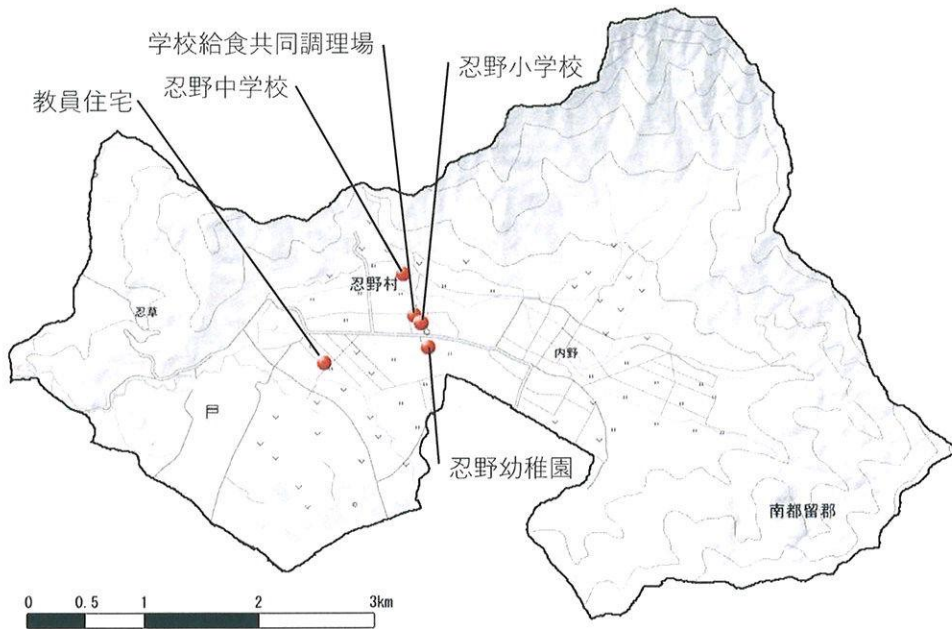 学校給食共同調理場
忍野小学校
忍野中学校
教員住宅
忍野村
忍草
内野
忍野幼稚園
南都留郡
0 0.5 1 2 3km